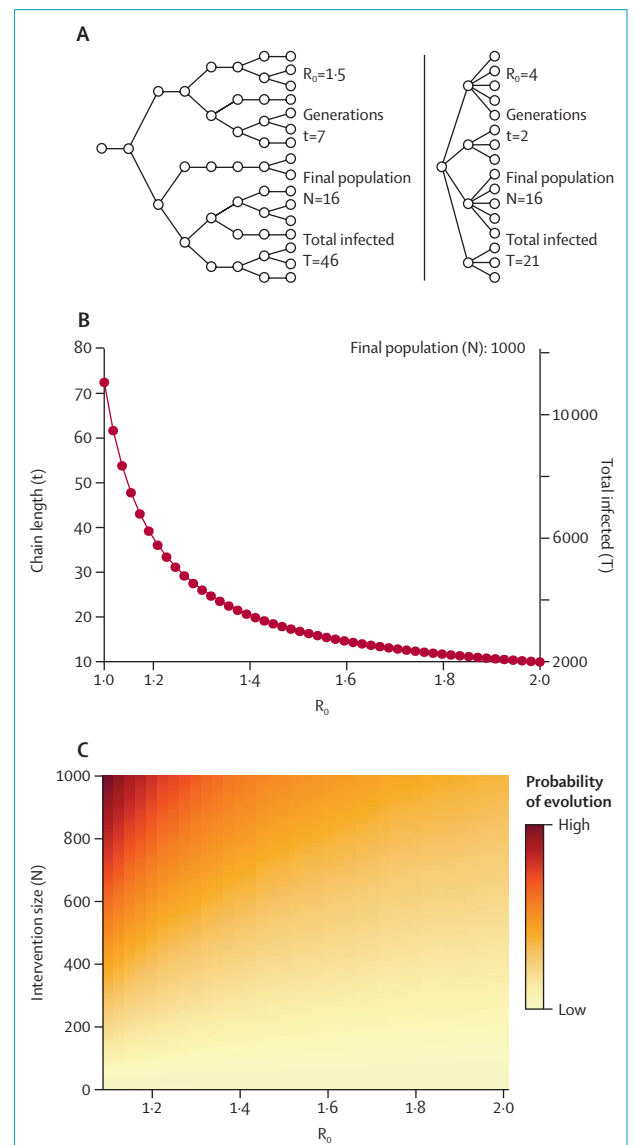 A
R₀=1·5
Generations
t=7
Final population
N=16
Total infected
T=46
R₀=4
Generations
t=2
Final population
N=16
Total infected
T=21
B
Final population (N): 1000
Chain length (t)
80
70
60
50
40
30
20
10
Total infected (T)
10 000
6000
2000
1·0
1·2
1·4
1·6
1·8
2·0
R₀
C
Intervention size (N)
1000
800
600
400
200
0
1·2
1·4
1·6
1·8
2·0
R₀
Probability
of evolution
High
Low